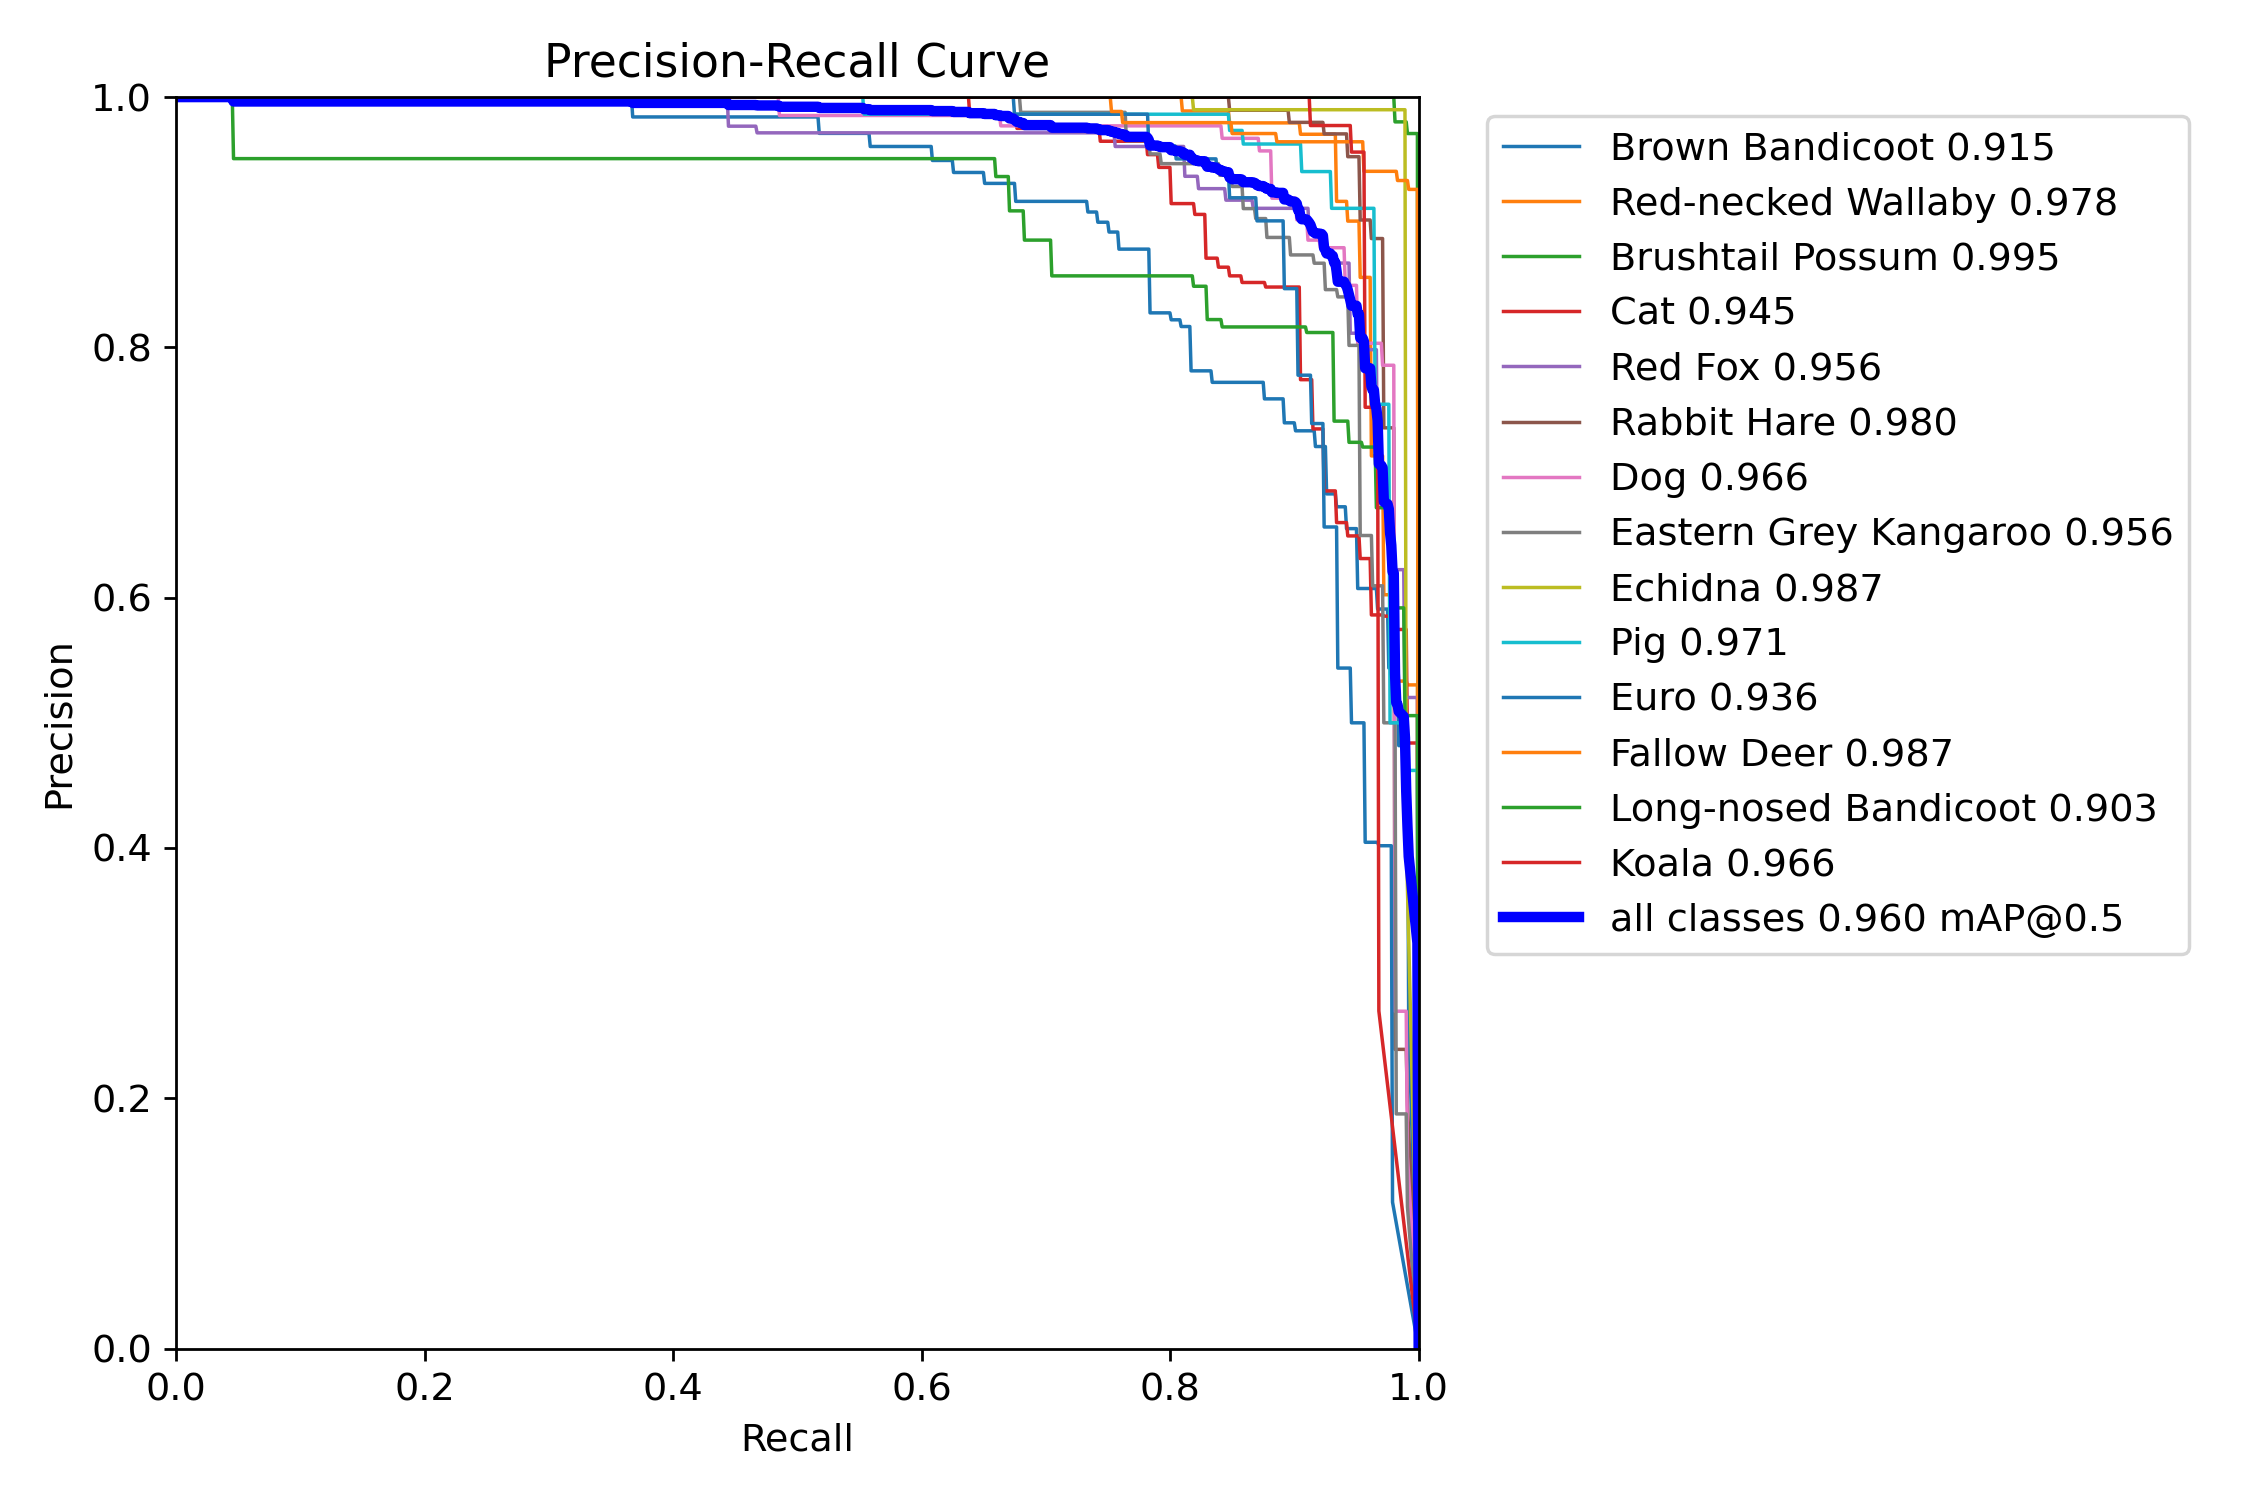 Precision-Recall Curve
1.0
0.8
0.6
0.4
0.2
0.0
Precision
0.0 0.2 0.4 0.6 0.8 1.0
Recall
Brown Bandicoot 0.915
Red-necked Wallaby 0.978
Brushtail Possum 0.995
Cat 0.945
Red Fox 0.956
Rabbit Hare 0.980
Dog 0.966
Eastern Grey Kangaroo 0.956
Echidna 0.987
Pig 0.971
Euro 0.936
Fallow Deer 0.987
Long-nosed Bandicoot 0.903
Koala 0.966
all classes 0.960 mAP@0.5